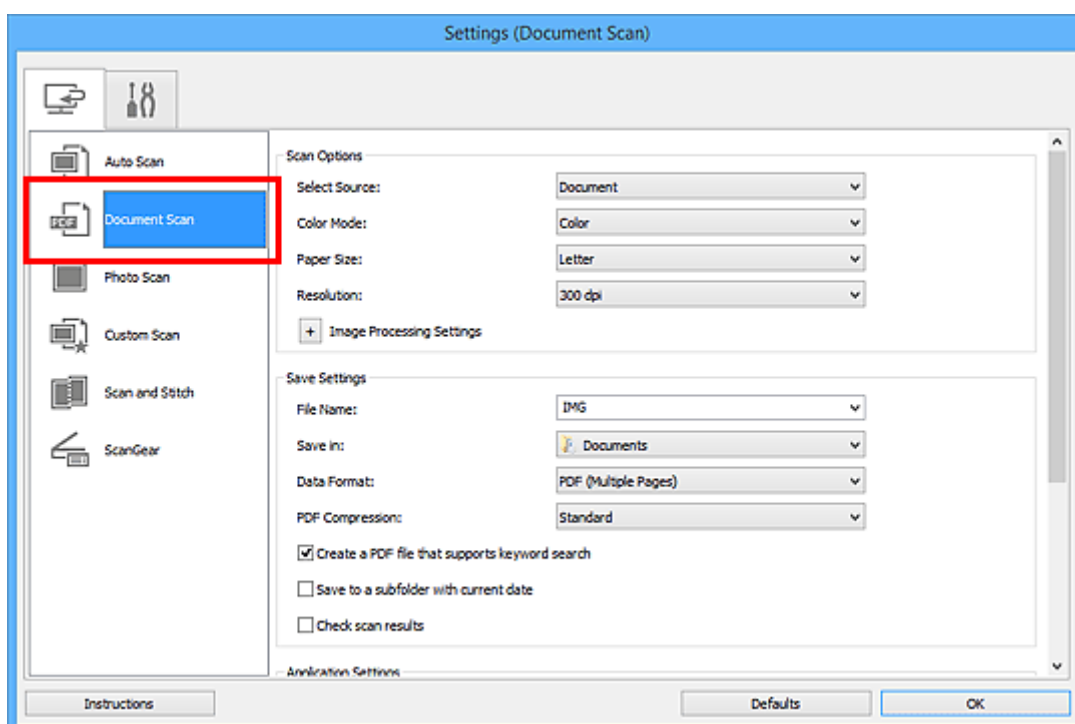 Settings (Document Scan)
Auto Scan
PDF
Document Scan
Photo Scan
Custom Scan
Scan and Stitch
ScanGear
Scan Options
Select Source: Document
Color Mode: Color
Paper Size: Letter
Resolution: 300 dpi
+ Image Processing Settings
Save Settings
File Name: IMG
Save in: Documents
Data Format: PDF (Multiple Pages)
PDF Compression: Standard
Create a PDF file that supports keyword search
Save to a subfolder with current date
Check scan results
Application Settings
Instructions Defaults OK